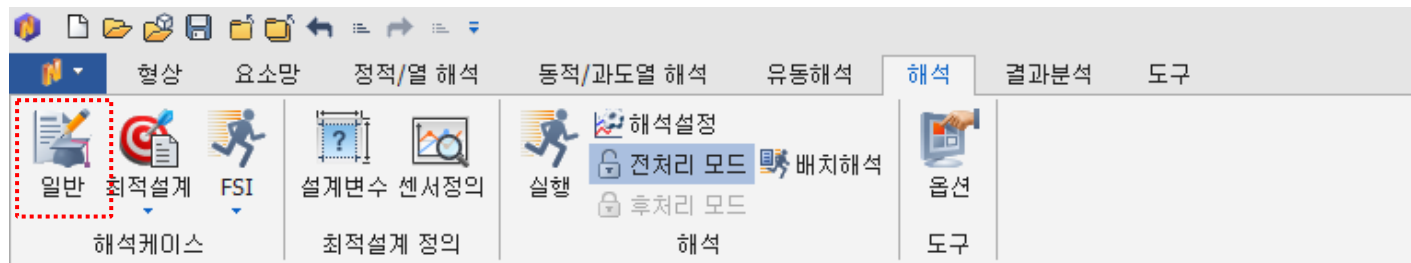 형상 요소망 정적/열 해석 동적/과도열 해석 유동해석 해석 결과분석 도구
일반 최적설계 FSI
해석케이스
설계변수 센서정의
최적설계 정의
실행 해석설정
전처리 모드 배치해석
후처리 모드
해석
옵션
도구